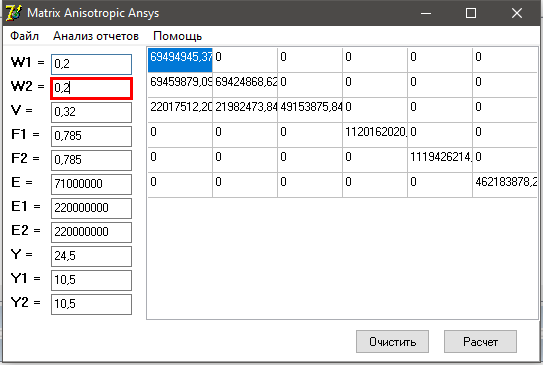 Matrix Anisotropic Ansys
Файл Анализ отчетов Помощь
W1 = 0,2
W2 = 0,2
V = 0,32
F1 = 0,785
F2 = 0,785
E = 71000000
E1 = 220000000
E2 = 220000000
Y = 24,5
Y1 = 10,5
Y2 = 10,5
69494945,37 0 0 0 0 0
69459879,09 69424868,62 0 0 0 0
22017512,20 21982473,84 49153875,84 0 0 0
0 0 0 1120162020, 0 0
0 0 0 0 1119426214, 0
0 0 0 0 0 462183878,2
Очистить Расчет